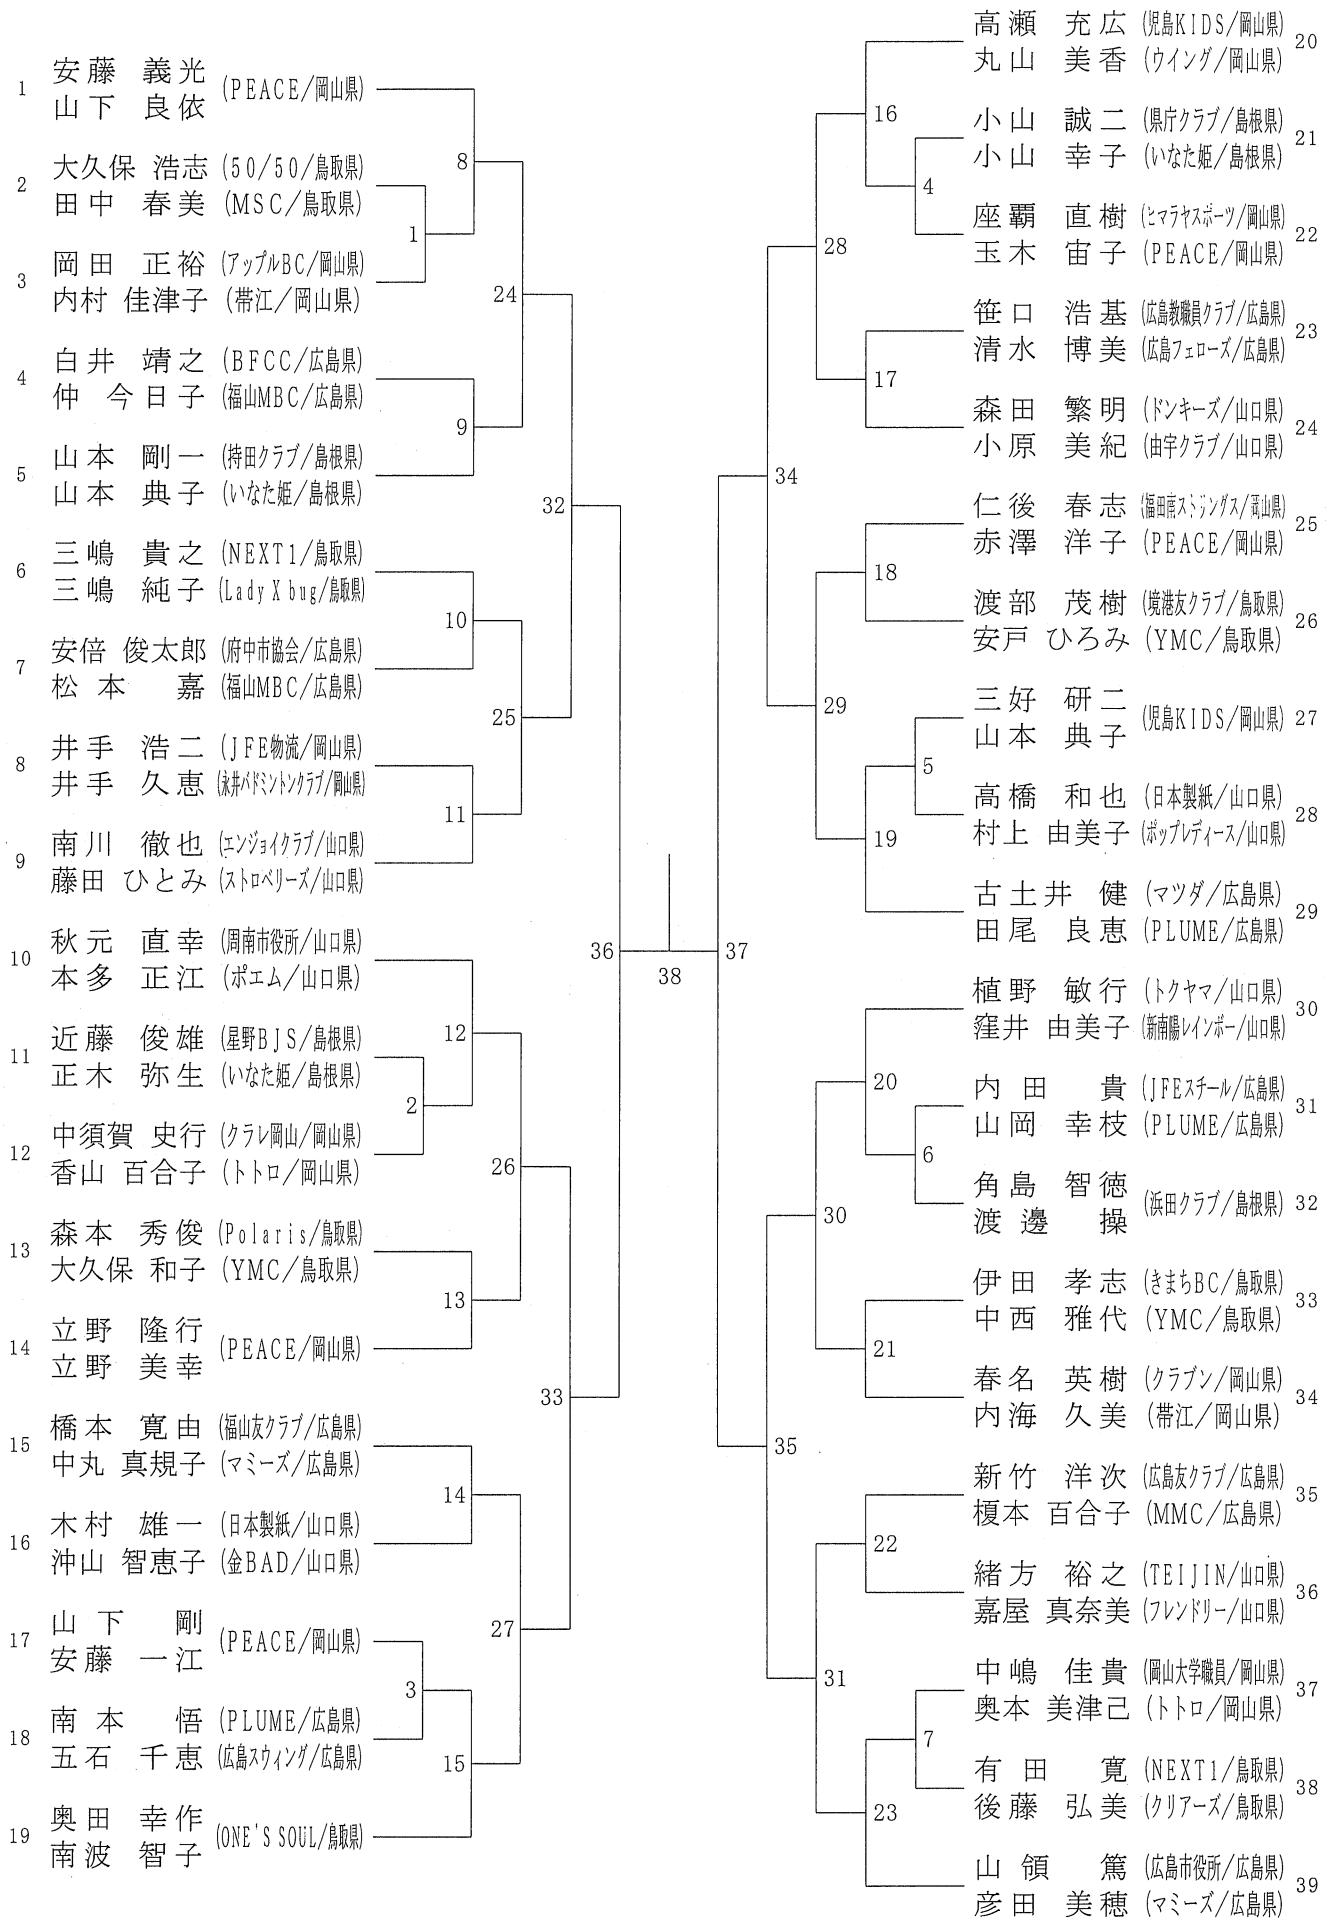 1 安藤 義光 (PEACE/岡山県)
山下 良依
2 大久保 浩志 (50/50/鳥取県)
田中 春美 (MSC/鳥取県)
3 岡田 正裕 (アップルBC/岡山県)
内村 佳津子 (帯江/岡山県)
4 白井 靖之 (BFCC/広島県)
仲 今日子 (福山MBC/広島県)
5 山本 剛一 (持田クラブ/島根県)
山本 典子 (いなた姫/島根県)
6 三嶋 貴之 (NEXT1/鳥取県)
三嶋 純子 (Lady X bug/鳥取県)
7 安倍 俊太郎 (府中市協会/広島県)
松本 嘉 (福山MBC/広島県)
8 井手 浩二 (JFE物流/岡山県)
井手 久恵 (永井バドミントンクラブ/岡山県)
9 南川 徹也 (エンジョイクラブ/山口県)
藤田 ひとみ (ストロベリーズ/山口県)
10 秋元 直幸 (周南市役所/山口県)
本多 正江 (ポエム/山口県)
11 近藤 俊雄 (星野BJS/島根県)
正木 弥生 (いなた姫/島根県)
12 中須賀 史行 (クラレ岡山/岡山県)
香山 百合子 (トトロ/岡山県)
13 森本 秀俊 (Polaris/鳥取県)
大久保 和子 (YMC/鳥取県)
14 立野 隆行 (PEACE/岡山県)
立野 美幸
15 橋本 寛由 (福山友クラブ/広島県)
中丸 真規子 (マミーズ/広島県)
16 木村 雄一 (日本製紙/山口県)
沖山 智恵子 (金BAD/山口県)
17 山下 剛 (PEACE/岡山県)
安藤 一江
18 南本 悟 (PLUME/広島県)
五石 千恵 (広島スウィング/広島県)
19 奥田 幸作 (ONE'S SOUL/鳥取県)
南波 智子
1
2
3
8
9
10
11
12
13
14
15
24
25
26
27
32
33
36
38
37
34
35
28
29
30
31
16
17
18
19
20
21
22
23
4
5
6
7
高瀬 充広 (児島KIDS/岡山県) 20
丸山 美香 (ウイング/岡山県)
小山 誠二 (県庁クラブ/島根県) 21
小山 幸子 (いなた姫/島根県)
座覇 直樹 (ヒマラヤスポーツ/岡山県) 22
玉木 宙子 (PEACE/岡山県)
笹口 浩基 (広島教職員クラブ/広島県) 23
清水 博美 (広島フェローズ/広島県)
森田 繁明 (ドンキーズ/山口県) 24
小原 美紀 (由宇クラブ/山口県)
仁後 春志 (福田南ストリングス/岡山県) 25
赤澤 洋子 (PEACE/岡山県)
渡部 茂樹 (境港友クラブ/鳥取県) 26
安戸 ひろみ (YMC/鳥取県)
三好 研二 (児島KIDS/岡山県) 27
山本 典子
高橋 和也 (日本製紙/山口県) 28
村上 由美子 (ポップレディース/山口県)
古土井 健 (マツダ/広島県) 29
田尾 良恵 (PLUME/広島県)
植野 敏行 (トクヤマ/山口県) 30
窪井 由美子 (新南陽レインボー/山口県)
内田 貴 (JFEスチール/広島県) 31
山岡 幸枝 (PLUME/広島県)
角島 智徳 (浜田クラブ/島根県) 32
渡邊 操
伊田 孝志 (きまちBC/鳥取県) 33
中西 雅代 (YMC/鳥取県)
春名 英樹 (クラブン/岡山県) 34
内海 久美 (帯江/岡山県)
新竹 洋次 (広島友クラブ/広島県) 35
榎本 百合子 (MMC/広島県)
緒方 裕之 (TEIJIN/山口県) 36
嘉屋 真奈美 (フレンドリー/山口県)
中嶋 佳貴 (岡山大学職員/岡山県) 37
奥本 美津己 (トトロ/岡山県)
有田 寛 (NEXT1/鳥取県) 38
後藤 弘美 (クリアーズ/鳥取県)
山領 篤 (広島市役所/広島県) 39
彦田 美穂 (マミーズ/広島県)